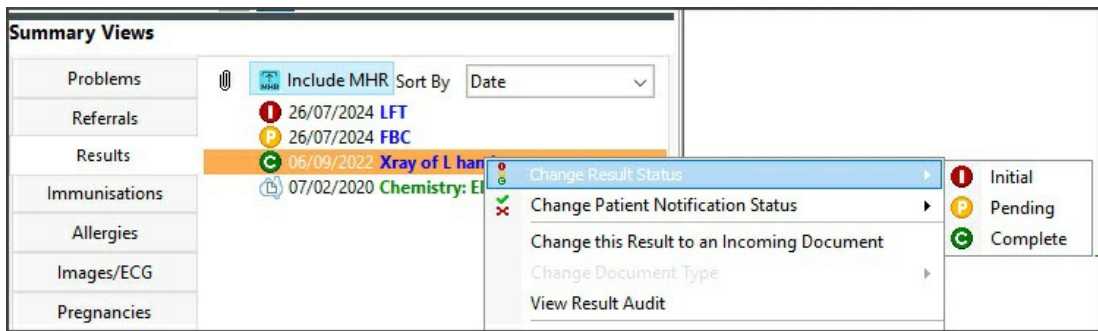 Summary Views
Problems
Referrals
Results
Immunisations
Allergies
Images/ECG
Pregnancies
MHR Include MHR Sort By Date
I 26/07/2024 LFT
P 26/07/2024 FBC
C 06/09/2022 Xray of L hand
07/02/2020 Chemistry:
Change Result Status
Change Patient Notification Status
Change this Result to an Incoming Document
Change Document Type
View Result Audit
I Initial
P Pending
C Complete